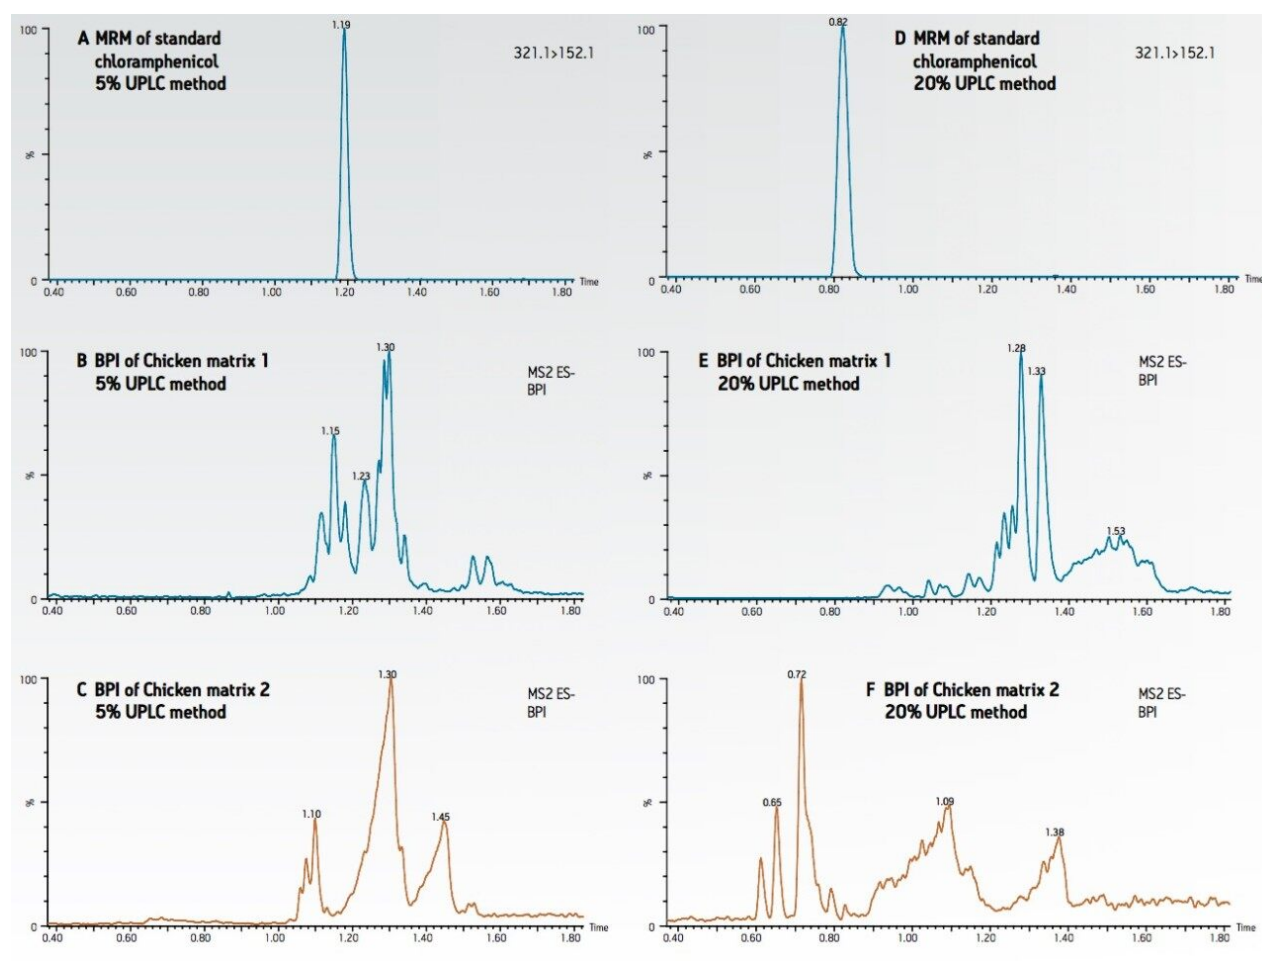 A MRM of standard
chloramphenicol
5% UPLC method
321.1>152.1
1.19
100
%
0
0.40 0.60 0.80 1.00 1.20 1.40 1.60 1.80 Time
D MRM of standard
chloramphenicol
20% UPLC method
321.1>152.1
0.82
100
%
0
0.40 0.60 0.80 1.00 1.20 1.40 1.60 1.80 Time
B BPI of Chicken matrix 1
5% UPLC method
MS2 ES-
BPI
1.30
1.15
1.23
100
%
0
0.40 0.60 0.80 1.00 1.20 1.40 1.60 1.80
E BPI of Chicken matrix 1
20% UPLC method
MS2 ES-
BPI
1.28
1.33
1.53
100
%
0
0.40 0.60 0.80 1.00 1.20 1.40 1.60 1.80
C BPI of Chicken matrix 2
5% UPLC method
MS2 ES-
BPI
1.30
1.10
1.45
100
%
0
0.40 0.60 0.80 1.00 1.20 1.40 1.60 1.80 Time
F BPI of Chicken matrix 2
20% UPLC method
MS2 ES-
BPI
0.72
0.65
1.09
1.38
100
%
0
0.40 0.60 0.80 1.00 1.20 1.40 1.60 1.80 Time